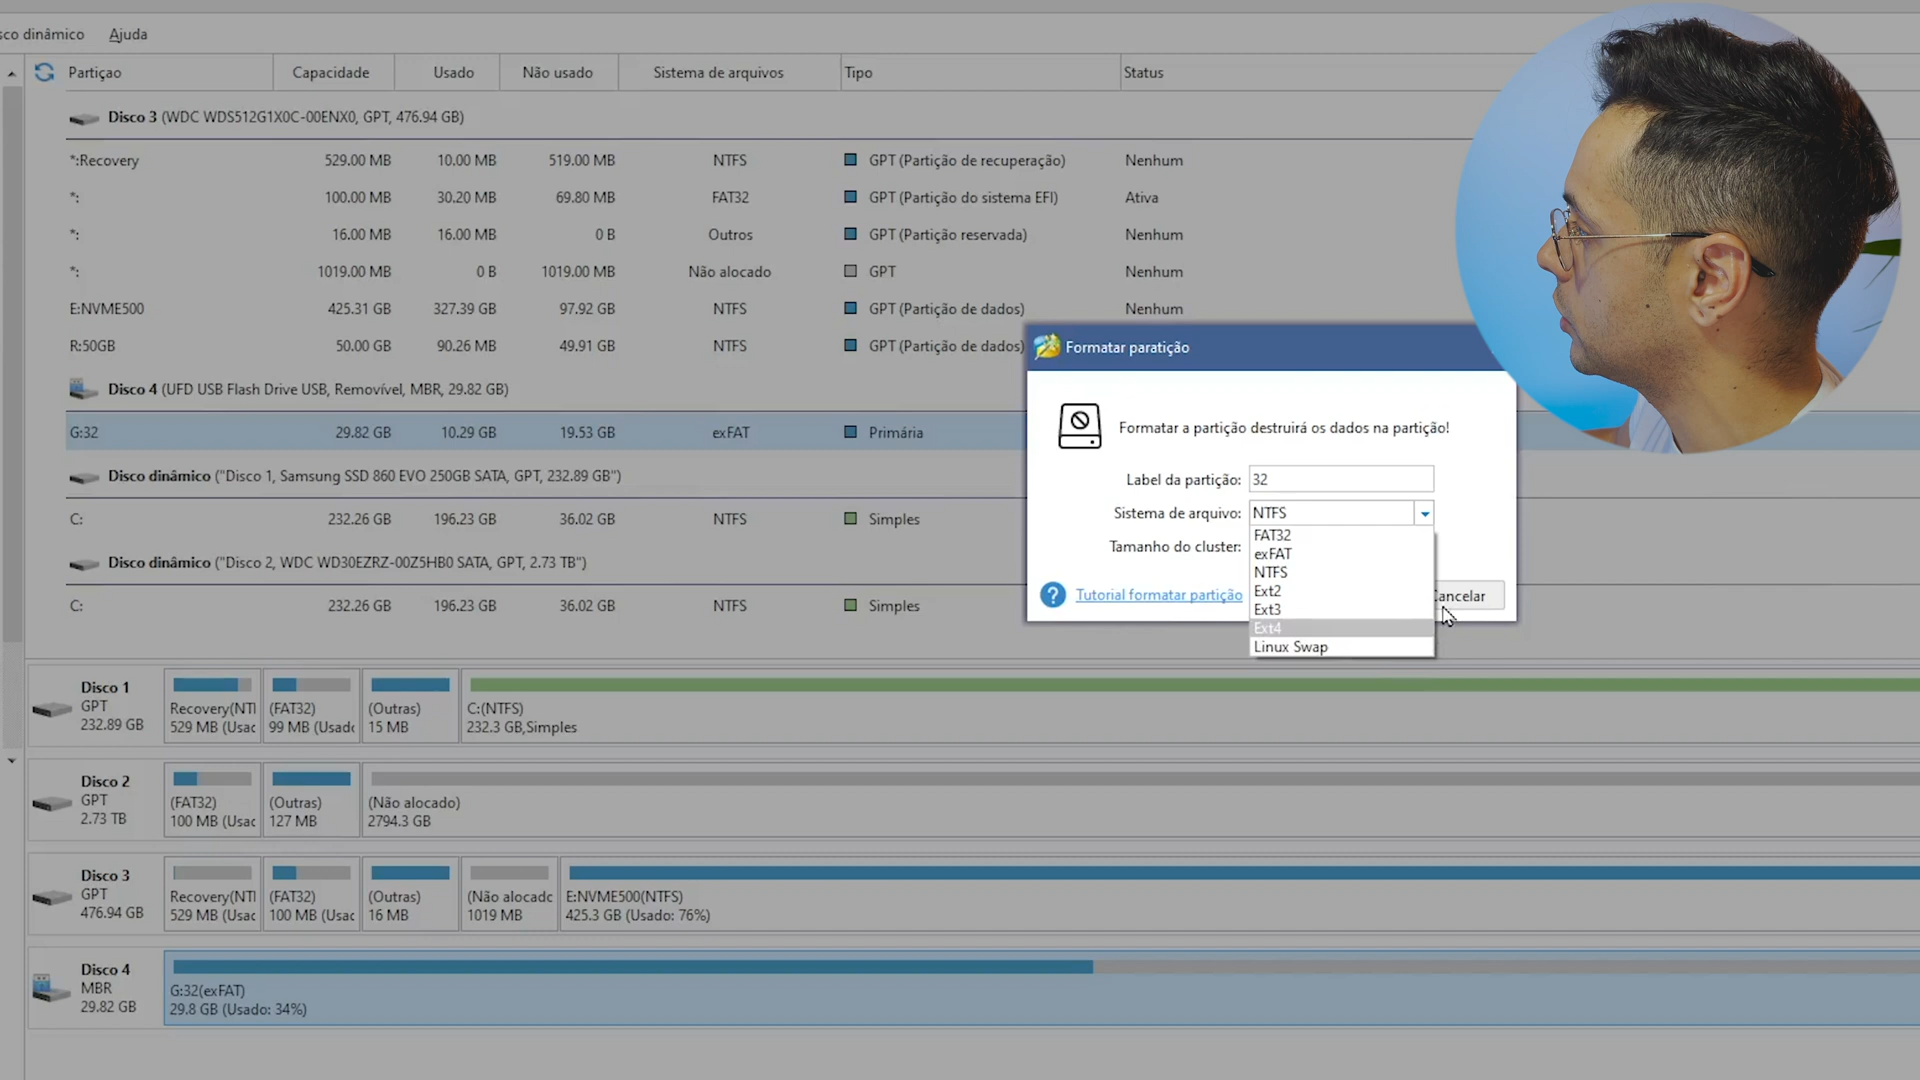 sco dinâmico Ajuda
Partiçao Capacidade Usado Não usado Sistema de arquivos Tipo Status
Disco 3 (WDC WDS512G1X0C-00ENX0, GPT, 476.94 GB)
*:Recovery 529.00 MB 10.00 MB 519.00 MB NTFS GPT (Partição de recuperação) Nenhum
*: 100.00 MB 30.20 MB 69.80 MB FAT32 GPT (Partição do sistema EFI) Ativa
*: 16.00 MB 16.00 MB 0 B Outros GPT (Partição reservada) Nenhum
*: 1019.00 MB 0 B 1019.00 MB Não alocado GPT Nenhum
E:NVME500 425.31 GB 327.39 GB 97.92 GB NTFS GPT (Partição de dados) Nenhum
R:50GB 50.00 GB 90.26 MB 49.91 GB NTFS GPT (Partição de dados)
Disco 4 (UFD USB Flash Drive USB, Removível, MBR, 29.82 GB)
G:32 29.82 GB 10.29 GB 19.53 GB exFAT Primária
Disco dinâmico ("Disco 1, Samsung SSD 860 EVO 250GB SATA, GPT, 232.89 GB")
C: 232.26 GB 196.23 GB 36.02 GB NTFS Simples
Disco dinâmico ("Disco 2, WDC WD30EZRZ-00Z5HB0 SATA, GPT, 2.73 TB")
C: 232.26 GB 196.23 GB 36.02 GB NTFS Simples
Formatar paratição
Formatar a partição destruirá os dados na partição!
Label da partição: 32
Sistema de arquivo: NTFS
Tamanho do cluster:
FAT32
exFAT
NTFS
Ext2
Ext3
Ext4
Linux Swap
Tutorial formatar partição
Cancelar
Disco 1
GPT
232.89 GB
Recovery(NTI
529 MB (Usac
(FAT32)
99 MB (Usado
(Outras)
15 MB
C:(NTFS)
232.3 GB,Simples
Disco 2
GPT
2.73 TB
(FAT32)
100 MB (Usac
(Outras)
127 MB
(Não alocado)
2794.3 GB
Disco 3
GPT
476.94 GB
Recovery(NTI
529 MB (Usac
(FAT32)
100 MB (Usac
(Outras)
16 MB
(Não alocado
1019 MB
E:NVME500(NTFS)
425.3 GB (Usado: 76%)
Disco 4
MBR
29.82 GB
G:32(exFAT)
29.8 GB (Usado: 34%)